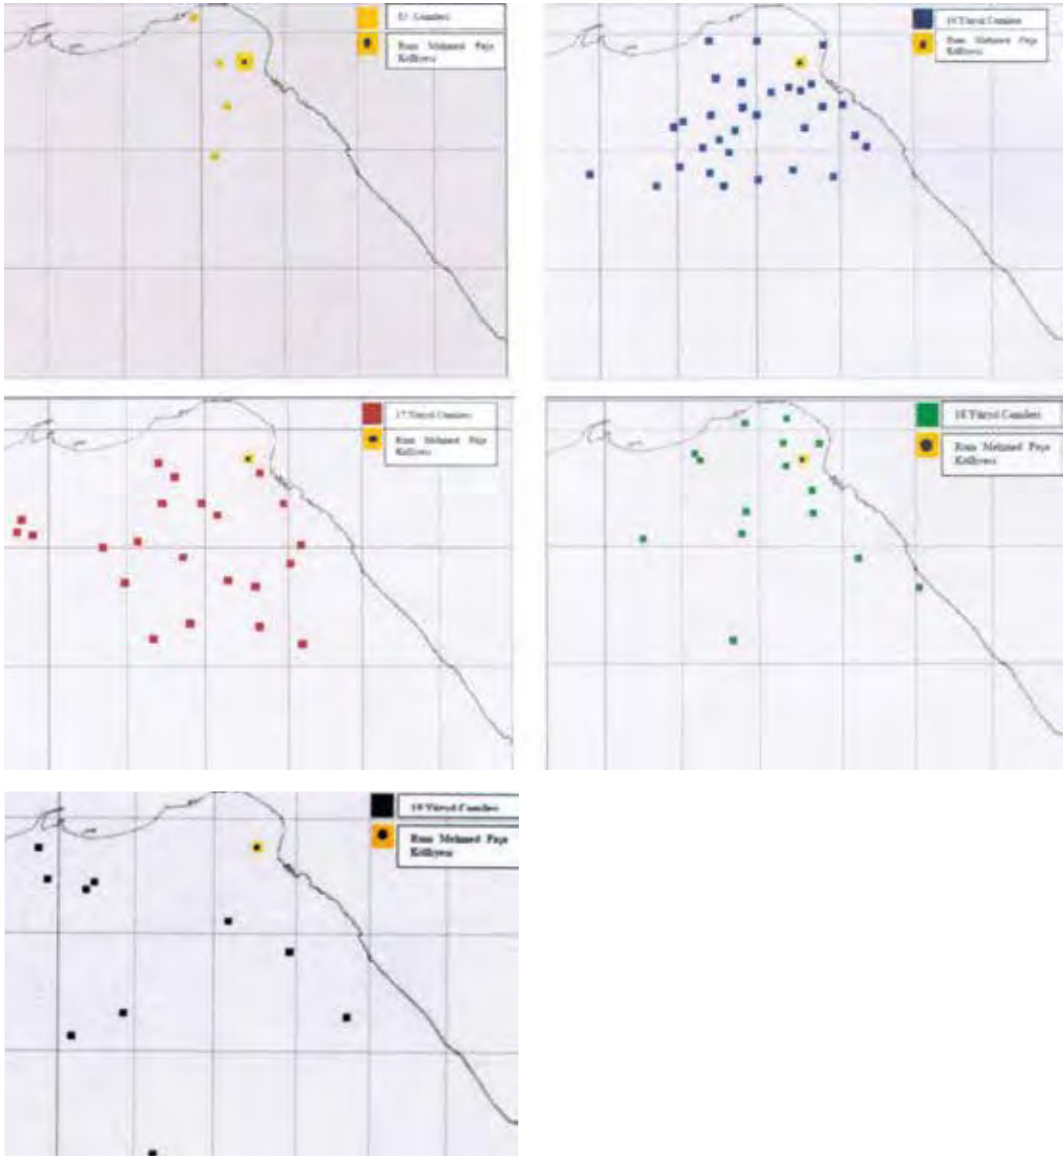 15 Camileri
Rum Mehmed Paşa
Külliyesi
16 Yüzyıl Camileri
Rum Mehmed Paşa
Külliyesi
17 Yüzyıl Camileri
Rum Mehmed Paşa
Külliyesi
18 Yüzyıl Camileri
Rum Mehmed Paşa
Külliyesi
19 Yüzyıl Camileri
Rum Mehmed Paşa
Külliyesi